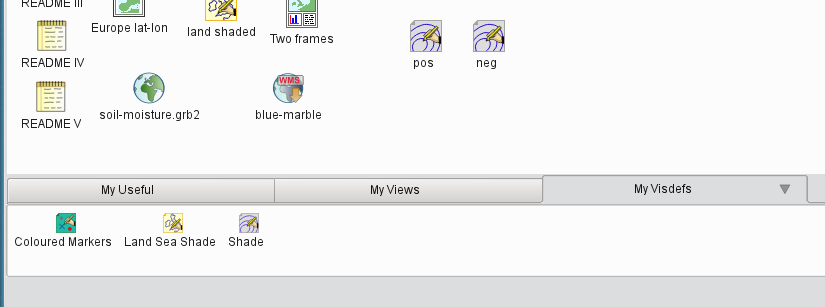 README III
Europe lat-lon
land shaded
Two frames
README IV
pos
neg
WMS
README V
soil-moisture.grb2
blue-marble
My Useful
My Views
My Visdefs
Coloured Markers
Land Sea Shade
Shade